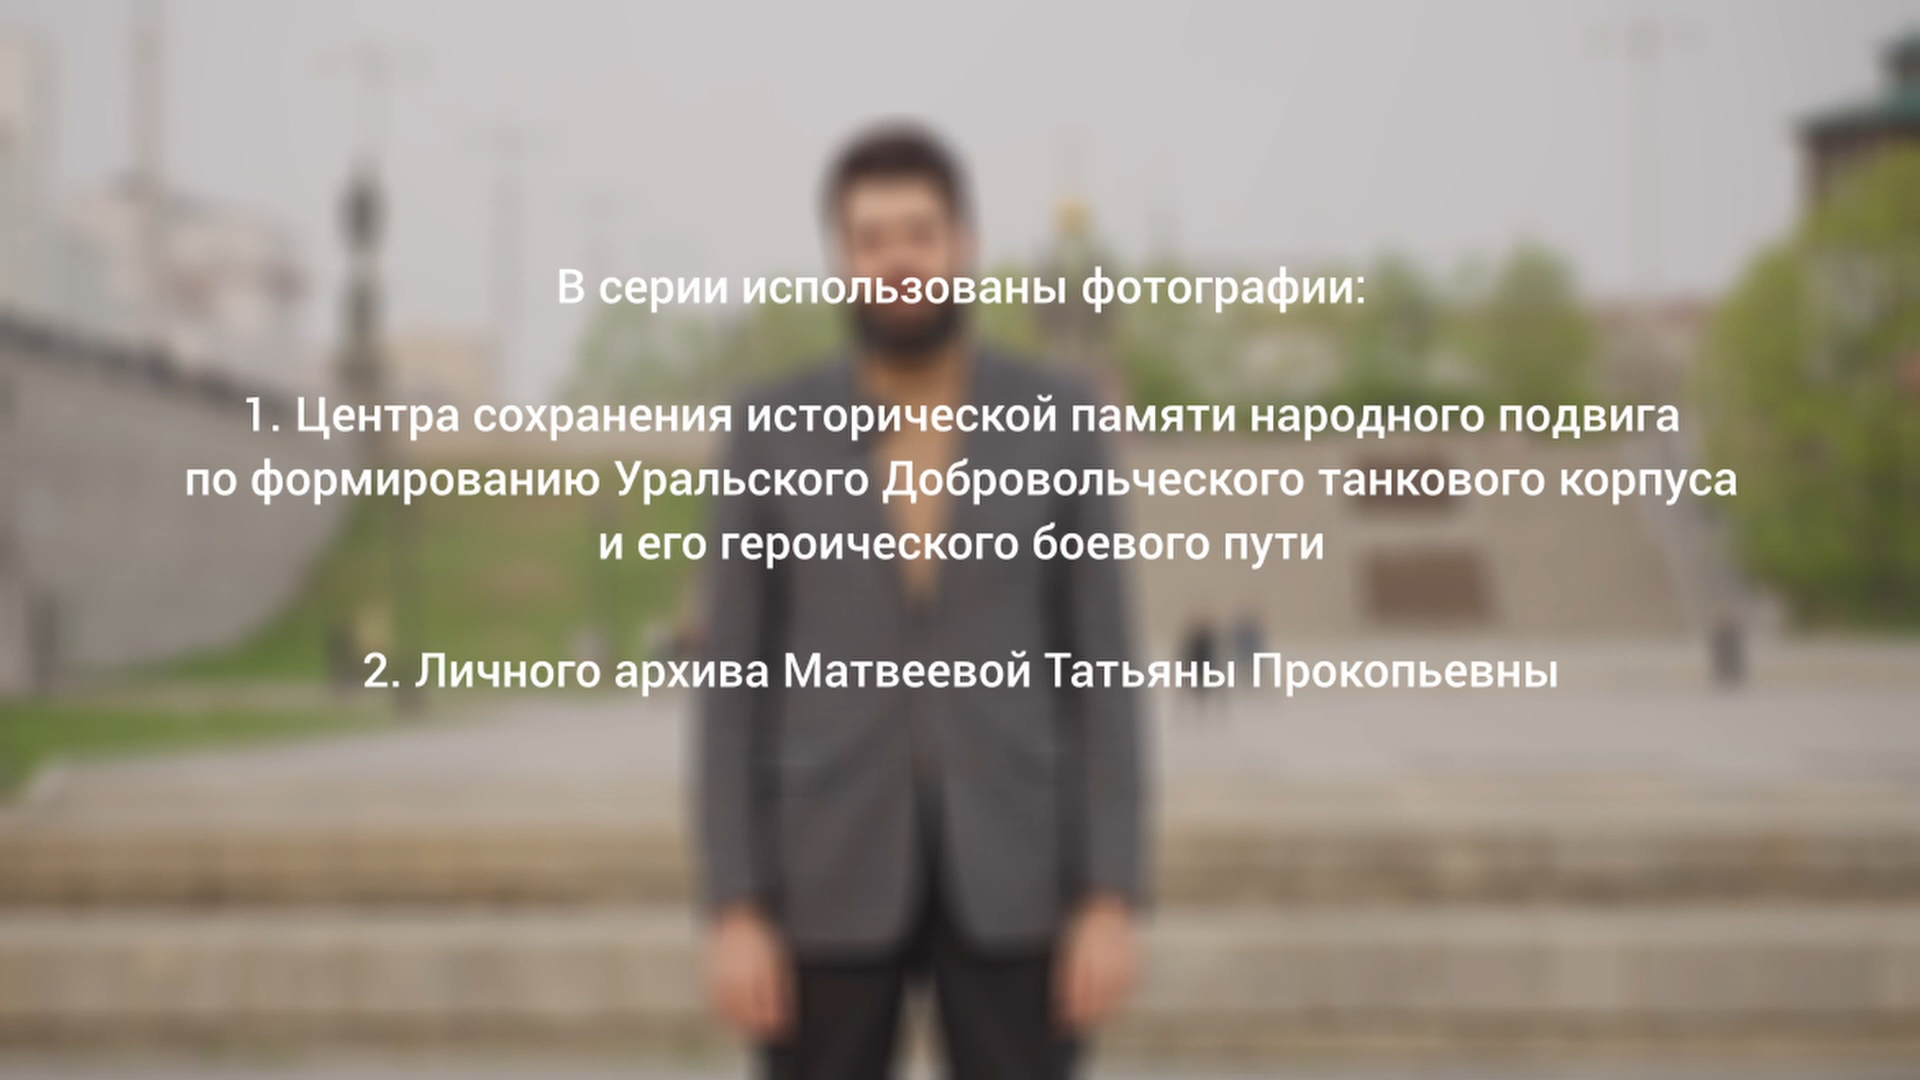 В серии использованы фотографии:
1. Центра сохранения исторической памяти народного подвига
по формированию Уральского Добровольческого танкового корпуса
и его героического боевого пути
2. Личного архива Матвеевой Татьяны Прокопьевны